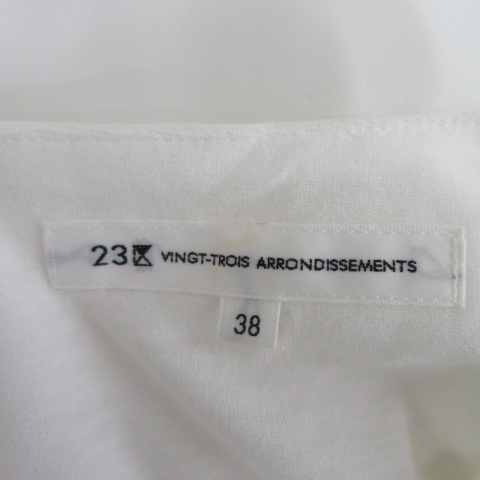 23区 VINGT-TROIS ARRONDISSEMENTS
38